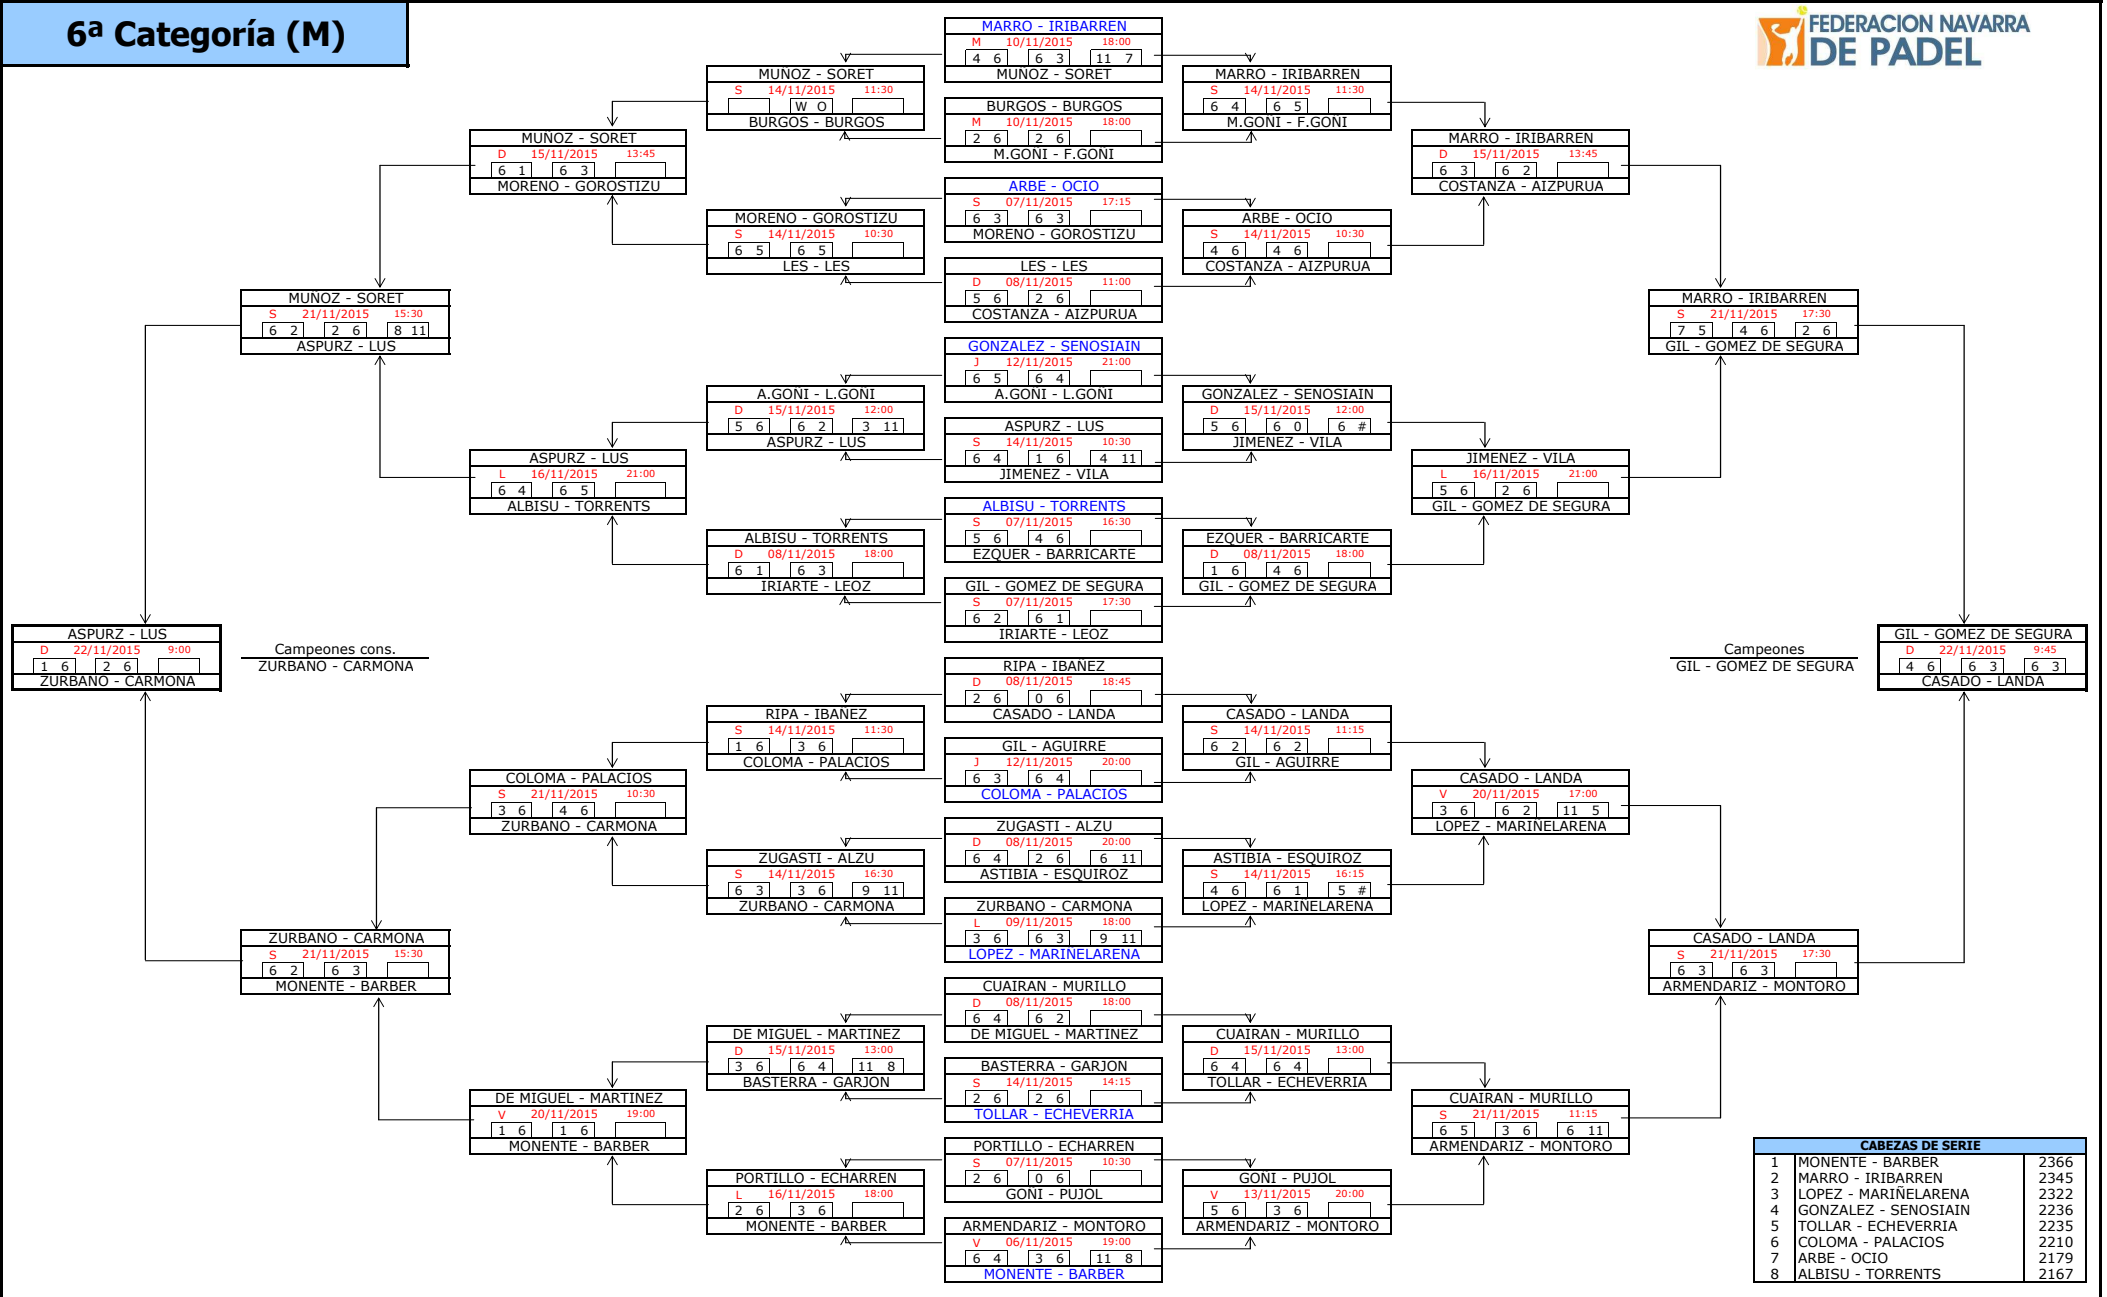 6ª Categoría (M)
FEDERACION NAVARRA
DE PADEL
MARRO - IRIBARREN
M 10/11/2015 18:00
4 6 6 3 11 7
MUÑOZ - SORET
BURGOS - BURGOS
M 10/11/2015 18:00
2 6 2 6
M.GOÑI - F.GOÑI
ARBE - OCIO
S 07/11/2015 17:15
6 3 6 3
MORENO - GOROSTIZU
LES - LES
D 08/11/2015 11:00
5 6 2 6
COSTANZA - AIZPURUA
GONZALEZ - SENOSIAIN
J 12/11/2015 21:00
6 5 6 4
A.GOÑI - L.GOÑI
ASPURZ - LUS
S 14/11/2015 10:30
6 4 1 6 4 11
JIMENEZ - VILA
ALBISU - TORRENTS
S 07/11/2015 16:30
5 6 4 6
EZQUER - BARRICARTE
GIL - GOMEZ DE SEGURA
S 07/11/2015 17:30
6 2 6 1
IRIARTE - LEOZ
RIPA - IBAÑEZ
D 08/11/2015 18:45
2 6 0 6
CASADO - LANDA
GIL - AGUIRRE
J 12/11/2015 20:00
6 3 6 4
COLOMA - PALACIOS
ZUGASTI - ALZU
D 08/11/2015 20:00
6 4 2 6 6 11
ASTIBIA - ESQUIROZ
ZURBANO - CARMONA
L 09/11/2015 18:00
3 6 6 3 9 11
LOPEZ - MARIÑELARENA
CUAIRAN - MURILLO
D 08/11/2015 18:00
6 4 6 2
DE MIGUEL - MARTINEZ
BASTERRA - GARJON
S 14/11/2015 14:15
2 6 2 6
TOLLAR - ECHEVERRIA
PORTILLO - ECHARREN
S 07/11/2015 10:30
2 6 0 6
GOÑI - PUJOL
ARMENDARIZ - MONTORO
V 06/11/2015 19:00
6 4 3 6 11 8
MONENTE - BARBER
MUÑOZ - SORET
S 14/11/2015 11:30
W O
BURGOS - BURGOS
MORENO - GOROSTIZU
S 14/11/2015 10:30
6 5 6 5
LES - LES
A.GOÑI - L.GOÑI
D 15/11/2015 12:00
5 6 6 2 3 11
ASPURZ - LUS
ALBISU - TORRENTS
D 08/11/2015 18:00
6 1 6 3
IRIARTE - LEOZ
RIPA - IBAÑEZ
S 14/11/2015 11:30
1 6 3 6
COLOMA - PALACIOS
ZUGASTI - ALZU
S 14/11/2015 16:30
6 3 3 6 9 11
ZURBANO - CARMONA
DE MIGUEL - MARTINEZ
D 15/11/2015 13:00
3 6 6 4 11 8
BASTERRA - GARJON
PORTILLO - ECHARREN
L 16/11/2015 18:00
2 6 3 6
MONENTE - BARBER
MUÑOZ - SORET
D 15/11/2015 13:45
6 1 6 3
MORENO - GOROSTIZU
ASPURZ - LUS
L 16/11/2015 21:00
6 4 6 5
ALBISU - TORRENTS
COLOMA - PALACIOS
S 21/11/2015 10:30
3 6 4 6
ZURBANO - CARMONA
DE MIGUEL - MARTINEZ
V 20/11/2015 19:00
1 6 1 6
MONENTE - BARBER
MUÑOZ - SORET
S 21/11/2015 15:30
6 2 2 6 8 11
ASPURZ - LUS
ZURBANO - CARMONA
S 21/11/2015 15:30
6 2 6 3
MONENTE - BARBER
ASPURZ - LUS
D 22/11/2015 9:00
1 6 2 6
ZURBANO - CARMONA
Campeones cons.
ZURBANO - CARMONA
MARRO - IRIBARREN
S 14/11/2015 11:30
6 4 6 5
M.GOÑI - F.GOÑI
ARBE - OCIO
S 14/11/2015 10:30
4 6 4 6
COSTANZA - AIZPURUA
GONZALEZ - SENOSIAIN
D 15/11/2015 12:00
5 6 6 0 6 #
JIMENEZ - VILA
EZQUER - BARRICARTE
D 08/11/2015 18:00
1 6 4 6
GIL - GOMEZ DE SEGURA
CASADO - LANDA
S 14/11/2015 11:15
6 2 6 2
GIL - AGUIRRE
ASTIBIA - ESQUIROZ
S 14/11/2015 16:15
4 6 6 1 5 #
LOPEZ - MARIÑELARENA
CUAIRAN - MURILLO
D 15/11/2015 13:00
6 4 6 4
TOLLAR - ECHEVERRIA
GOÑI - PUJOL
V 13/11/2015 20:00
5 6 3 6
ARMENDARIZ - MONTORO
MARRO - IRIBARREN
D 15/11/2015 13:45
6 3 6 2
COSTANZA - AIZPURUA
JIMENEZ - VILA
L 16/11/2015 21:00
5 6 2 6
GIL - GOMEZ DE SEGURA
CASADO - LANDA
V 20/11/2015 17:00
3 6 6 2 11 5
LOPEZ - MARIÑELARENA
CUAIRAN - MURILLO
S 21/11/2015 11:15
6 5 3 6 6 11
ARMENDARIZ - MONTORO
MARRO - IRIBARREN
S 21/11/2015 17:30
7 5 4 6 2 6
GIL - GOMEZ DE SEGURA
CASADO - LANDA
S 21/11/2015 17:30
6 3 6 3
ARMENDARIZ - MONTORO
Campeones
GIL - GOMEZ DE SEGURA
GIL - GOMEZ DE SEGURA
D 22/11/2015 9:45
4 6 6 3 6 3
CASADO - LANDA
CABEZAS DE SERIE
1 MONENTE - BARBER 2366
2 MARRO - IRIBARREN 2345
3 LOPEZ - MARIÑELARENA 2322
4 GONZALEZ - SENOSIAIN 2236
5 TOLLAR - ECHEVERRIA 2235
6 COLOMA - PALACIOS 2210
7 ARBE - OCIO 2179
8 ALBISU - TORRENTS 2167